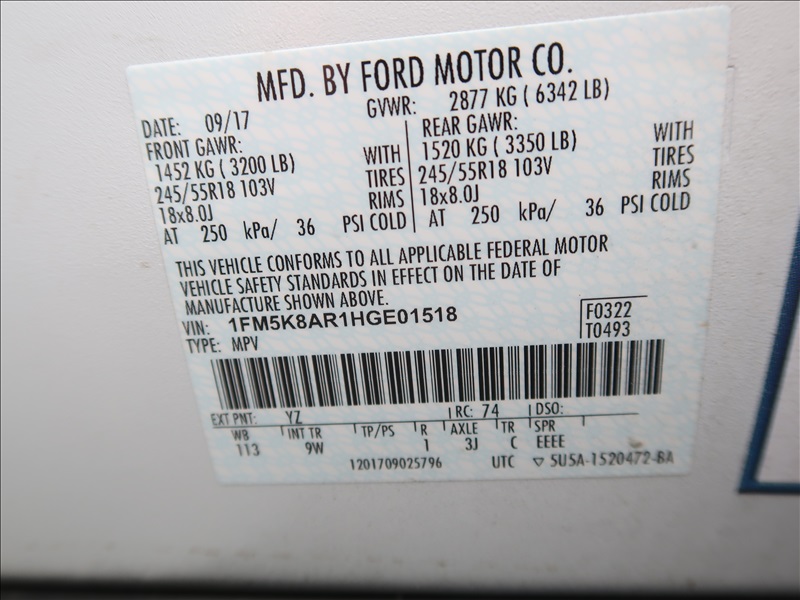 MFD. BY FORD MOTOR CO.
DATE: 09/17 GVWR: 2877 KG ( 6342 LB)
FRONT GAWR: REAR GAWR:
1452 KG ( 3200 LB) WITH 1520 KG ( 3350 LB) WITH
245/55R18 103V TIRES 245/55R18 103V TIRES
18x8.0J RIMS 18x8.0J RIMS
AT 250 kPa/ 36 PSI COLD AT 250 kPa/ 36 PSI COLD
THIS VEHICLE CONFORMS TO ALL APPLICABLE FEDERAL MOTOR
VEHICLE SAFETY STANDARDS IN EFFECT ON THE DATE OF
MANUFACTURE SHOWN ABOVE.
VIN: 1FM5K8AR1HGE01518 F0322
TYPE: MPV T0493
EXT PNT: YZ RC: 74 DSO:
WB INT TR TP/PS R AXLE TR SPR
113 9W 1 3J C EEEE
1201709025796 UTC ▽ 5U5A-1520472-BA